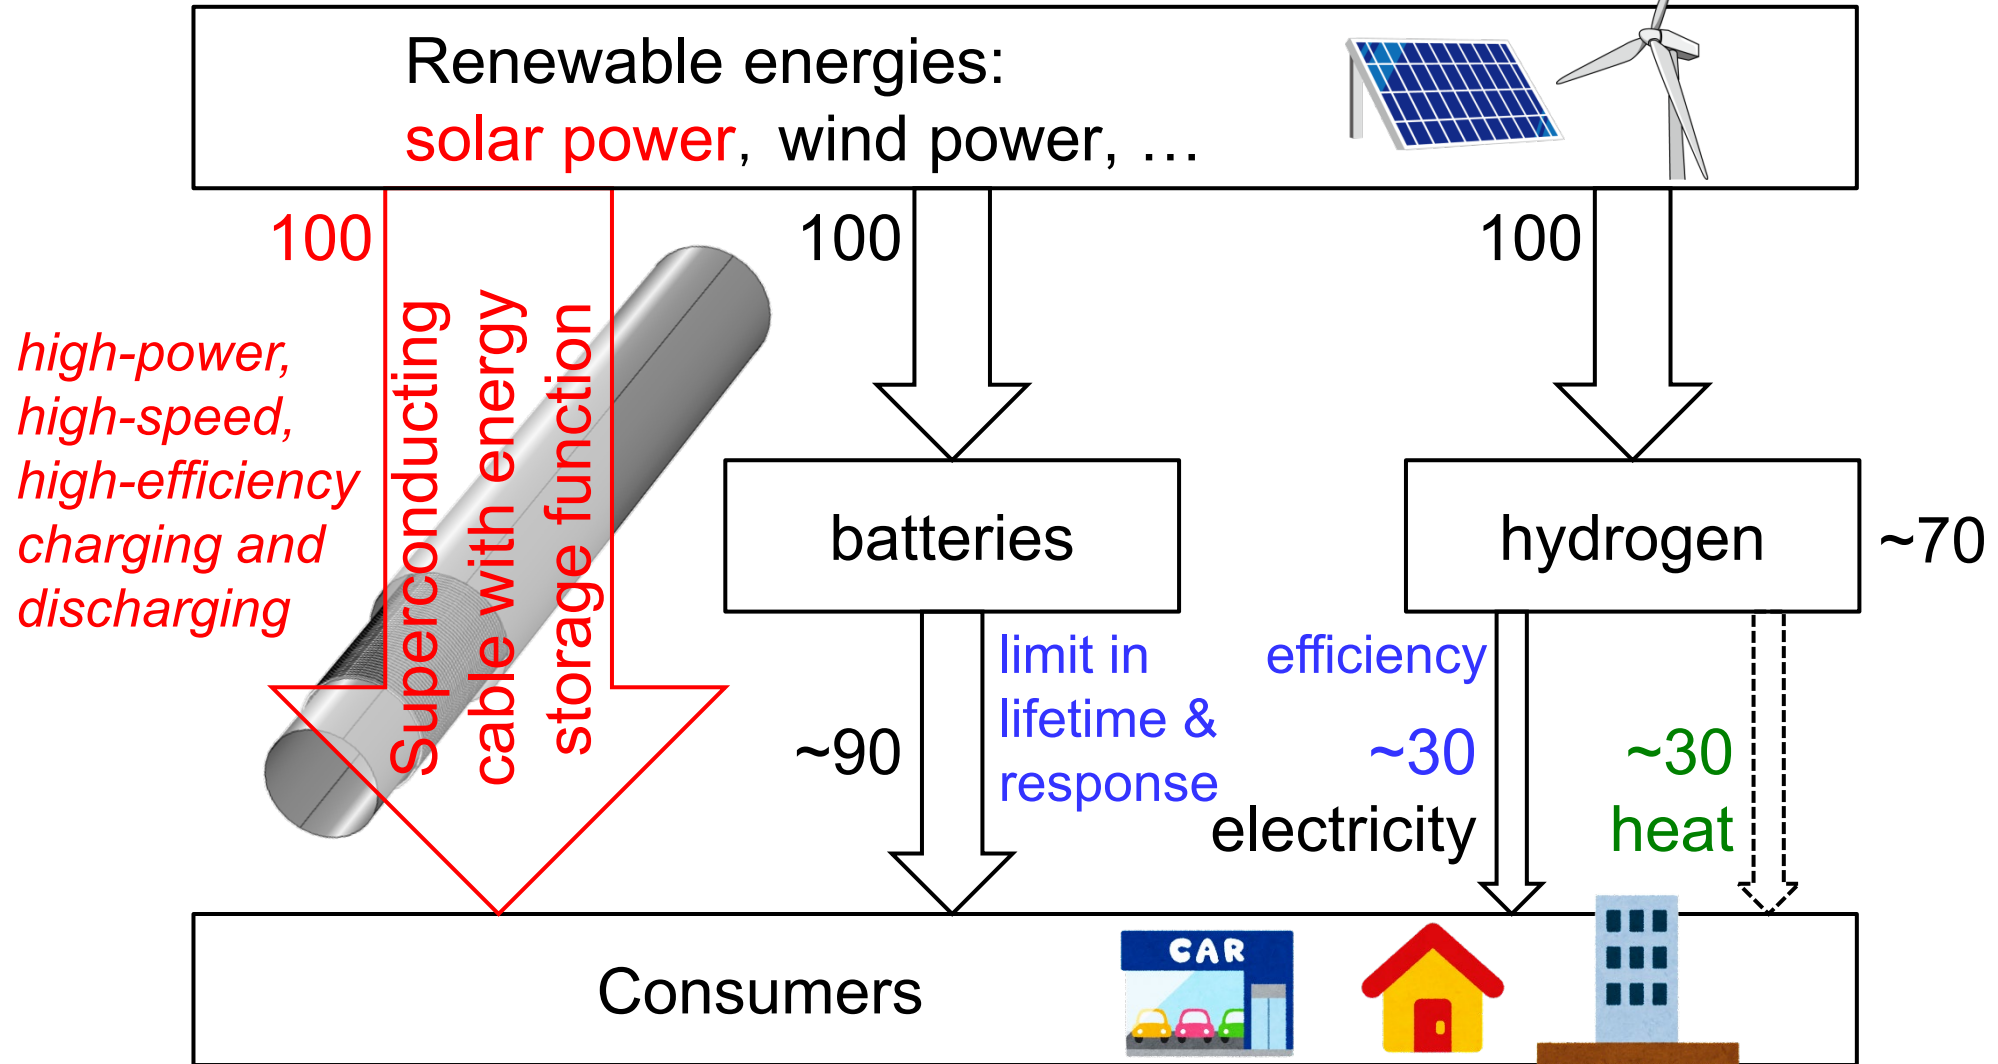 Renewable energies:
solar power, wind power, …
100
100
100
high-power,
high-speed,
high-efficiency
charging and
discharging
Superconducting
cable with energy
storage function
batteries
hydrogen
~70
limit in
lifetime &
response
~90
efficiency
~30
electricity
~30
heat
Consumers
CAR